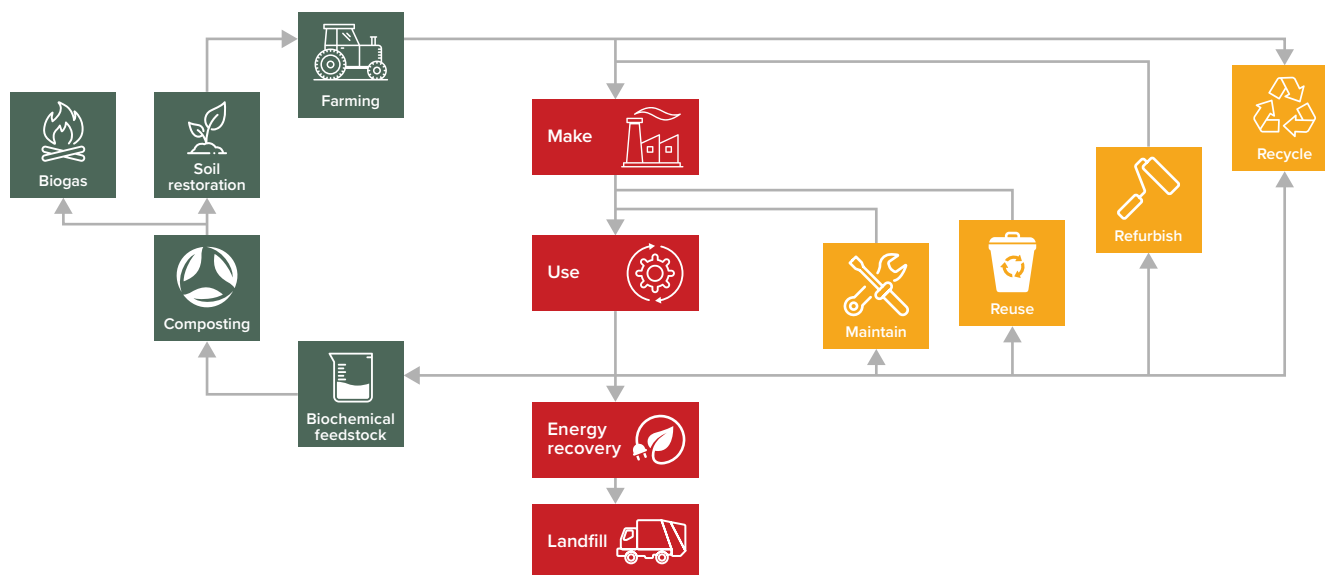 Farming
Biogas
Soil
restoration
Make
Recycle
Refurbish
Composting
Use
Maintain
Reuse
Biochemical
feedstock
Energy
recovery
Landfill